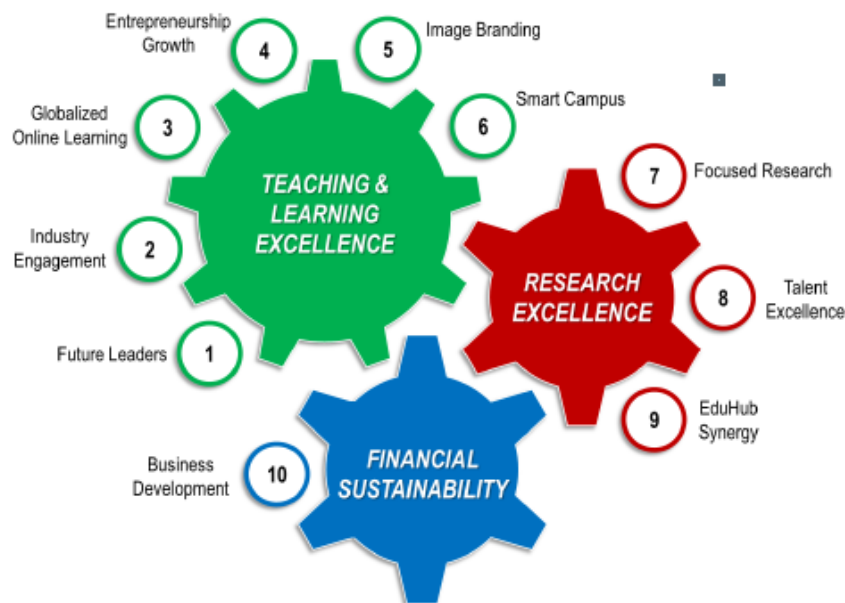 Entrepreneurship
Growth
4
5
Image Branding
Globalized
Online Learning
3
6
Smart Campus
TEACHING &
LEARNING
EXCELLENCE
7
Focused Research
Industry
Engagement
2
RESEARCH
EXCELLENCE
8
Talent
Excellence
Future Leaders
1
9
EduHub
Synergy
Business
Development
10
FINANCIAL
SUSTAINABILITY